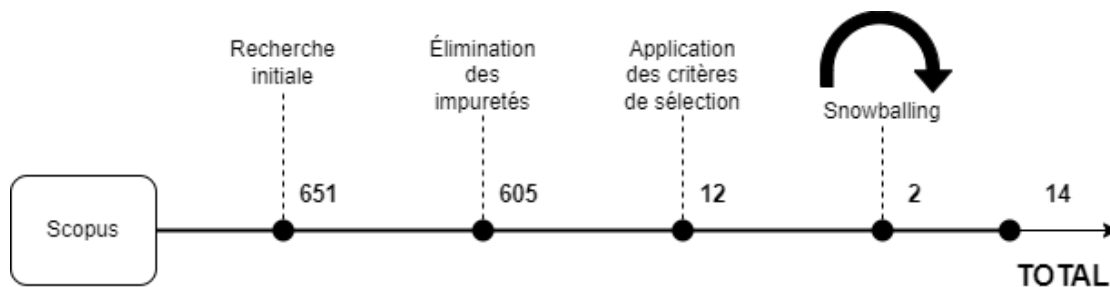 Recherche
initiale
Élimination
des
impuretés
Application
des critères
de sélection
Snowballing
651
605
12
2
14
Scopus
TOTAL